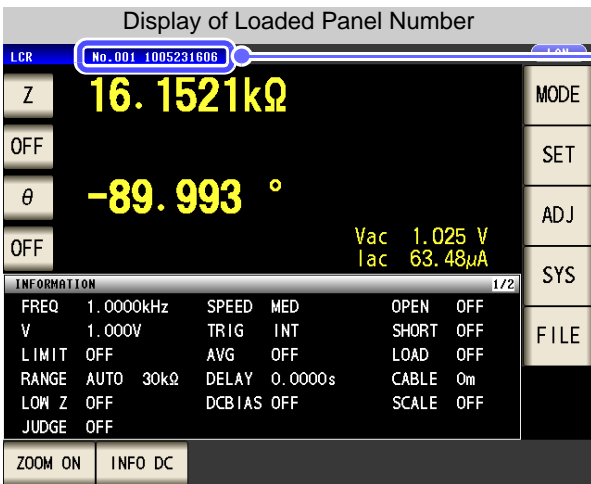 Display of Loaded Panel Number
LCR No.001 1005231606
Z 16.1521kΩ MODE
OFF SET
θ -89.993 ° ADJ
OFF Vac 1.025 V
Iac 63.48μA SYS
INFORMATION 1/2
FREQ 1.0000kHz SPEED MED OPEN OFF
V 1.000V TRIG INT SHORT OFF FILE
LIMIT OFF AVG OFF LOAD OFF
RANGE AUTO 30kΩ DELAY 0.0000s CABLE 0m
LOW Z OFF DCBIAS OFF SCALE OFF
JUDGE OFF
ZOOM ON INFO DC